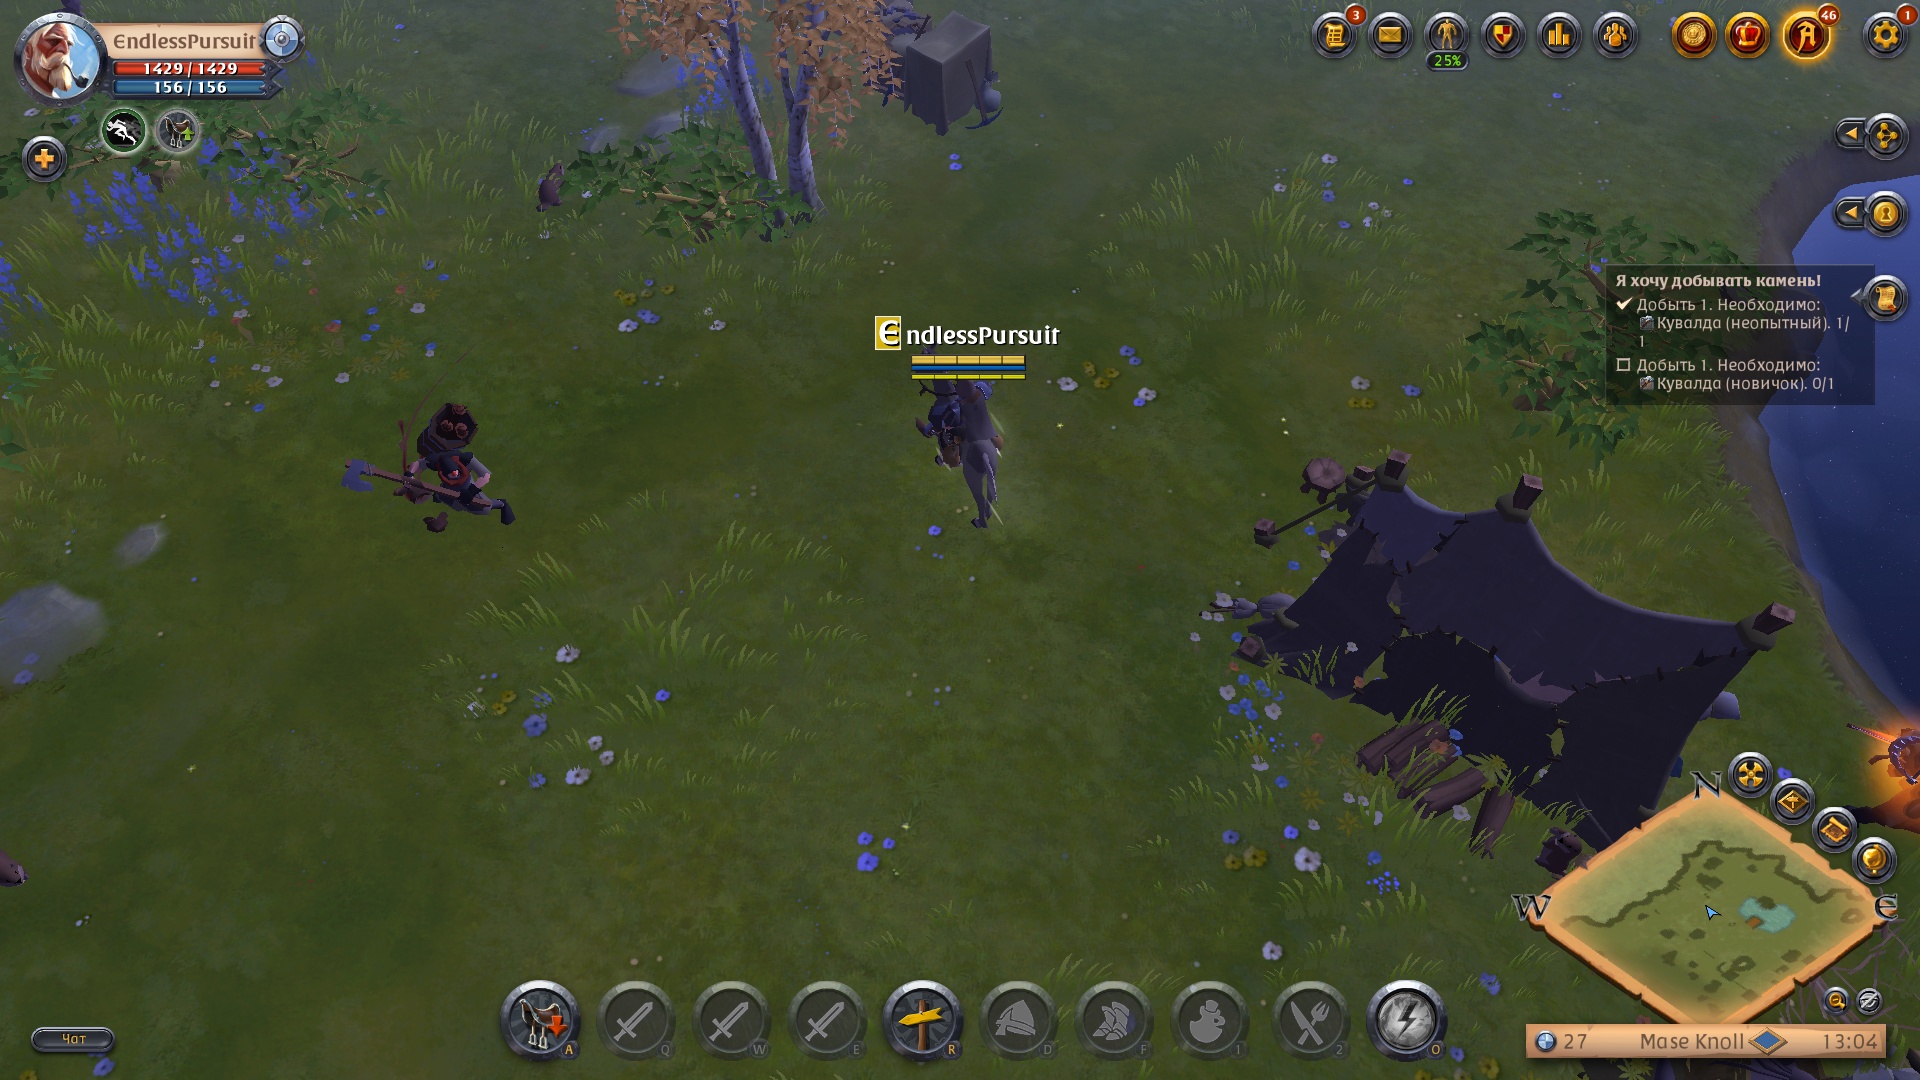 EndlessPursuit
1429 / 1429
156 / 156
3
25%
46
1
EndlessPursuit
Я хочу добывать камень!
Добыть 1. Необходимо:
Кувалда (неопытный). 1/
1
Добыть 1. Необходимо:
Кувалда (новичок). 0/1
N
W
E
Чат
A
Q
W
E
R
D
F
1
2
O
27
Mase Knoll
13:04